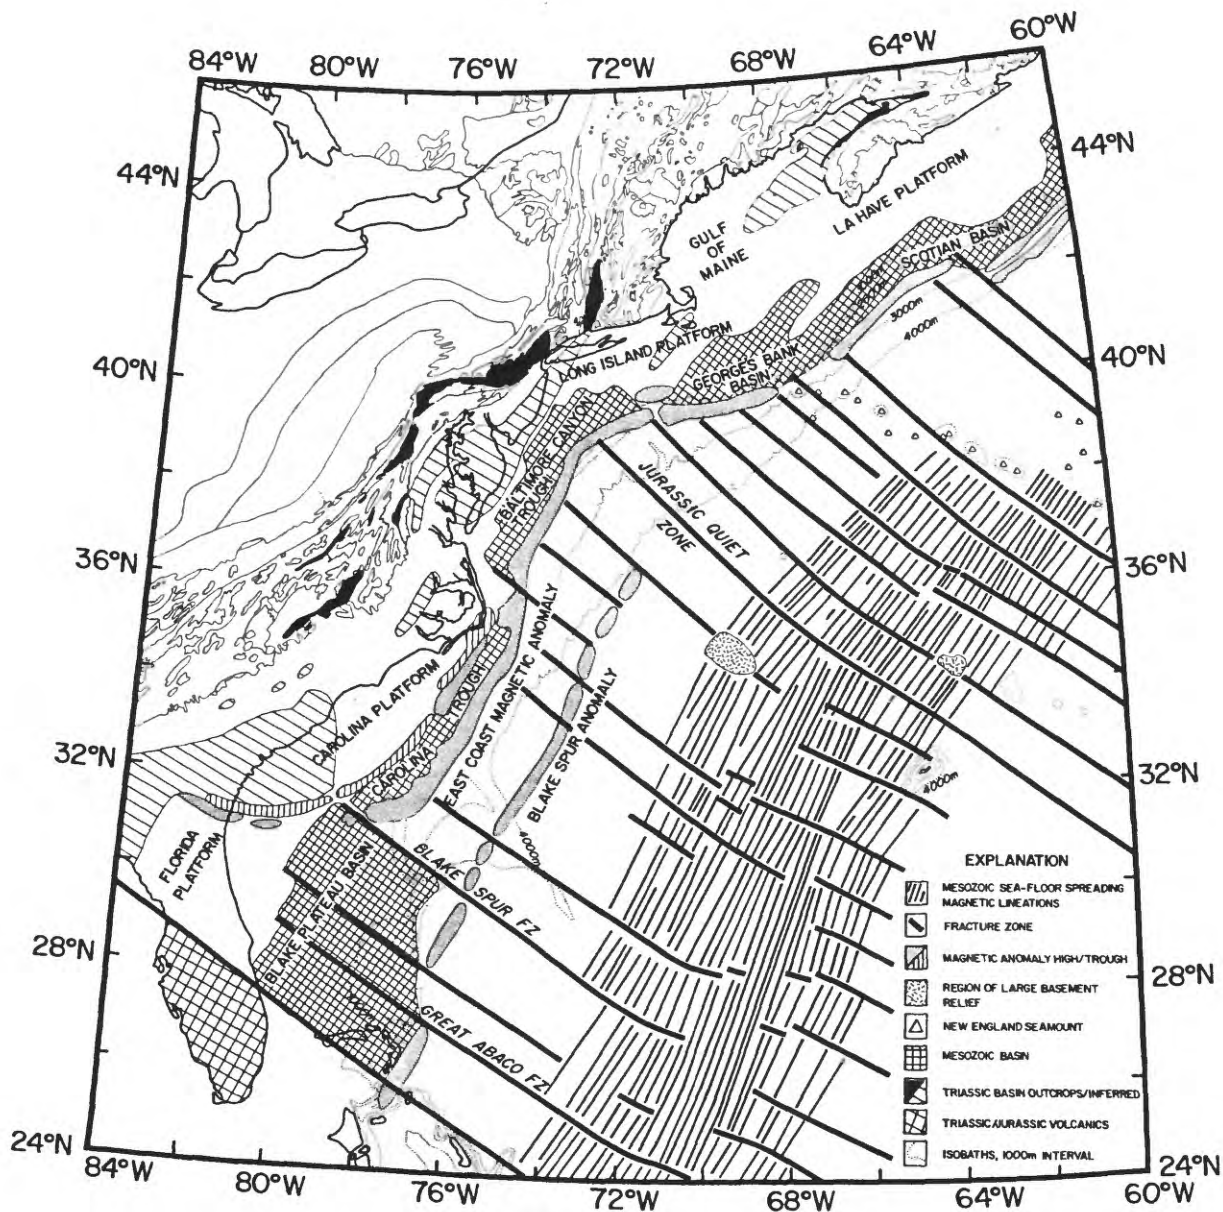 84°W
80°W
76°W
72°W
68°W
64°W
60°W
44°N
44°N
40°N
40°N
36°N
36°N
32°N
32°N
28°N
28°N
24°N
24°N
84°W
80°W
76°W
72°W
68°W
64°W
60°W
GULF
OF
MAINE
LA HAVE PLATFORM
SCOTIAN BASIN
3000m
4000m
LONG ISLAND PLATFORM
GEORGES BANK
BASIN
BALTIMORE CANYON
TROUGH
JURASSIC QUIET
ZONE
EAST COAST MAGNETIC ANOMALY
BLAKE SPUR ANOMALY
CAROLINA PLATFORM
CAROLINA TROUGH
4000m
4000m
FLORIDA
PLATFORM
BLAKE PLATEAU BASIN
BLAKE SPUR FZ
GREAT ABACO FZ
EXPLANATION
MESOZOIC SEA-FLOOR SPREADING
MAGNETIC LINEATIONS
FRACTURE ZONE
MAGNETIC ANOMALY HIGH/TROUGH
REGION OF LARGE BASEMENT
RELIEF
NEW ENGLAND SEAMOUNT
MESOZOIC BASIN
TRIASSIC BASIN OUTCROPS/INFERRED
TRIASSIC/JURASSIC VOLCANICS
ISOBATHS, 1000m INTERVAL